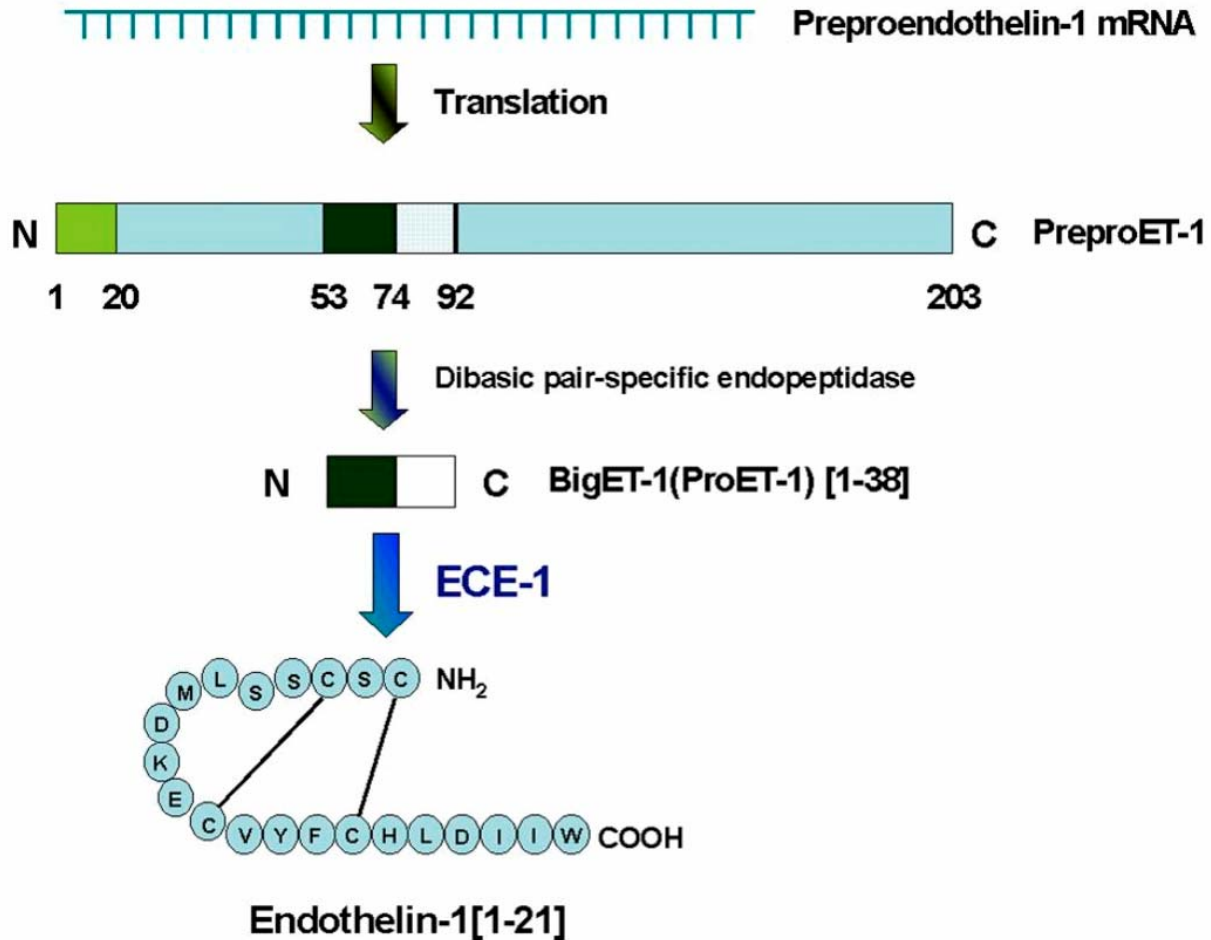 Preproendothelin-1 mRNA
Translation
N C PreproET-1
1 20 53 74 92 203
Dibasic pair-specific endopeptidase
N C BigET-1(ProET-1) [1-38]
ECE-1
M L S S C S C NH2
D
K
E
C V Y F C H L D I I W COOH
Endothelin-1[1-21]